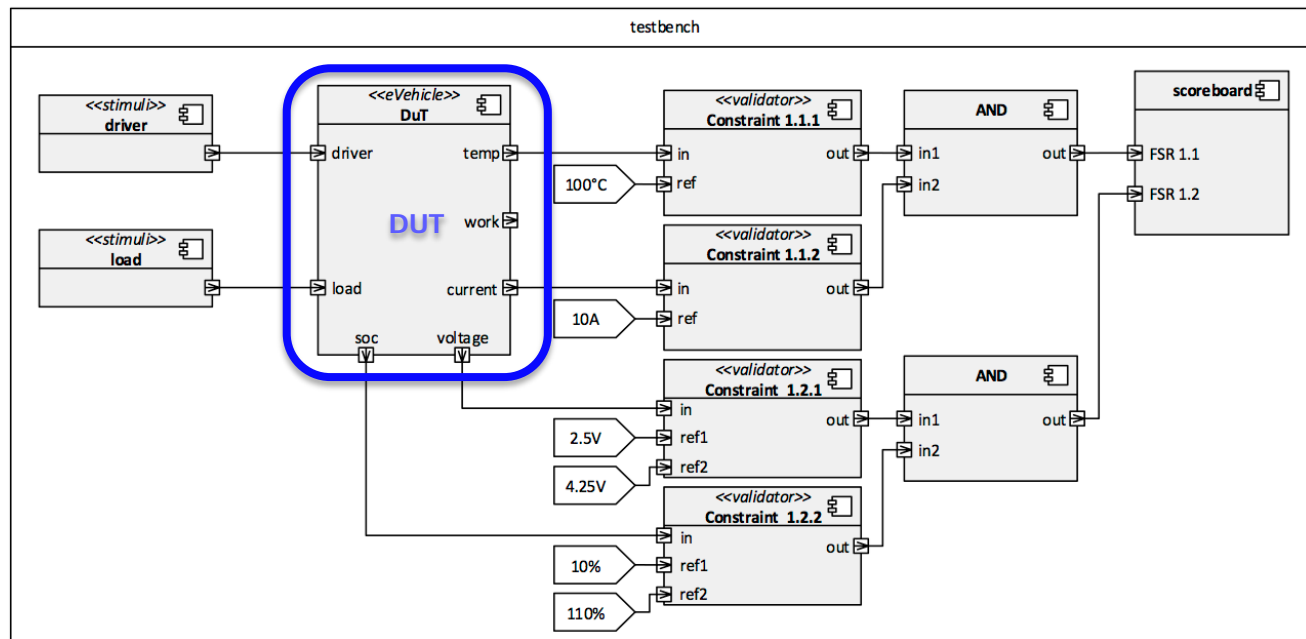 testbench
<<stimuli>>
driver
<<stimuli>>
load
<<eVehicle>>
DuT
driver
temp
DUT
work
load
current
soc
voltage
<<validator>>
Constraint 1.1.1
in
out
ref
100°C
<<validator>>
Constraint 1.1.2
in
out
ref
10A
<<validator>>
Constraint 1.2.1
in
out
ref1
ref2
2.5V
4.25V
<<validator>>
Constraint 1.2.2
in
out
ref1
ref2
10%
110%
AND
in1
out
in2
AND
in1
out
in2
scoreboard
FSR 1.1
FSR 1.2